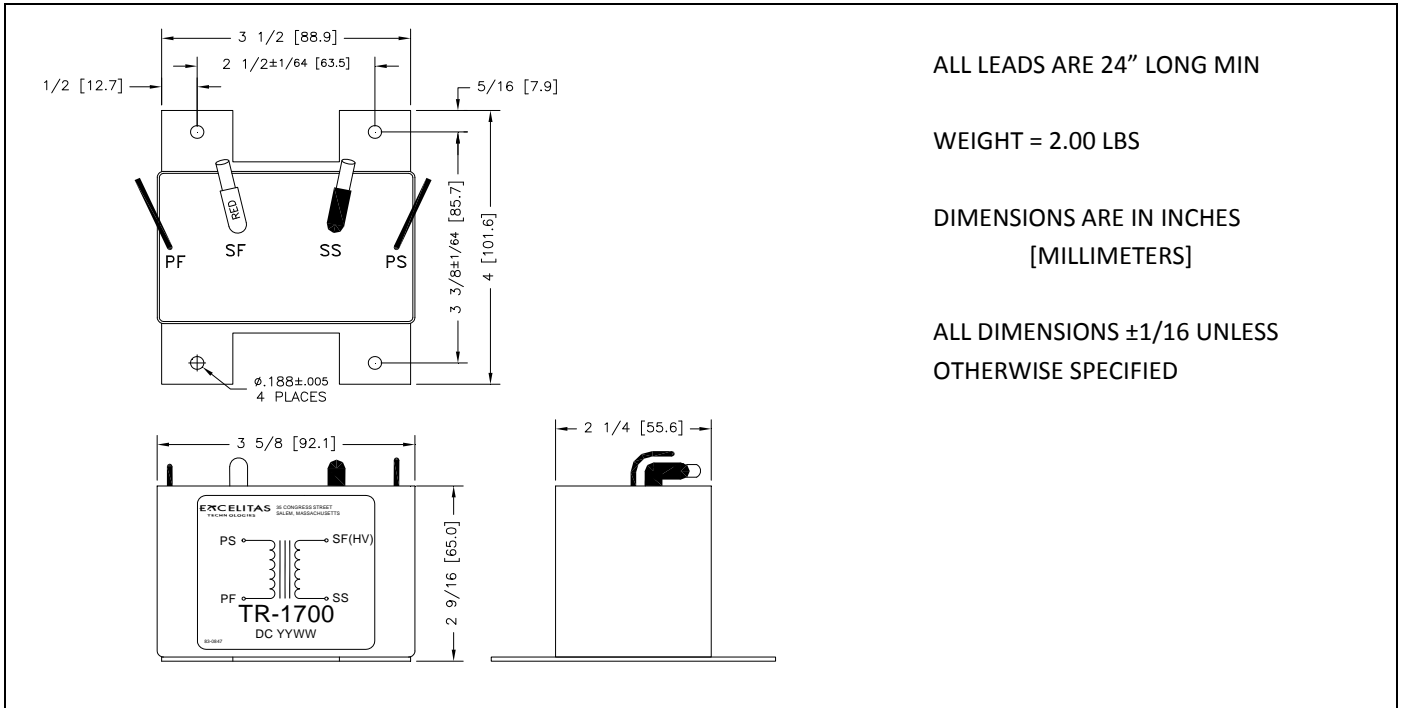 3 1/2 [88.9]
2 1/2±1/64 [63.5]
1/2 [12.7]
5/16 [7.9]
RED
PF
SF
SS
PS
3 3/8±1/64 [85.7]
4 [101.6]
ø.188±.005
4 PLACES
ALL LEADS ARE 24” LONG MIN
WEIGHT = 2.00 LBS
DIMENSIONS ARE IN INCHES
[MILLIMETERS]
ALL DIMENSIONS ±1/16 UNLESS
OTHERWISE SPECIFIED
3 5/8 [92.1]
EXCELITAS
TECHNOLOGIES
35 CONGRESS STREET
SALEM, MASSACHUSETTS
PS
SF(HV)
PF
SS
TR-1700
DC YYWW
2 9/16 [65.0]
2 1/4 [55.6]